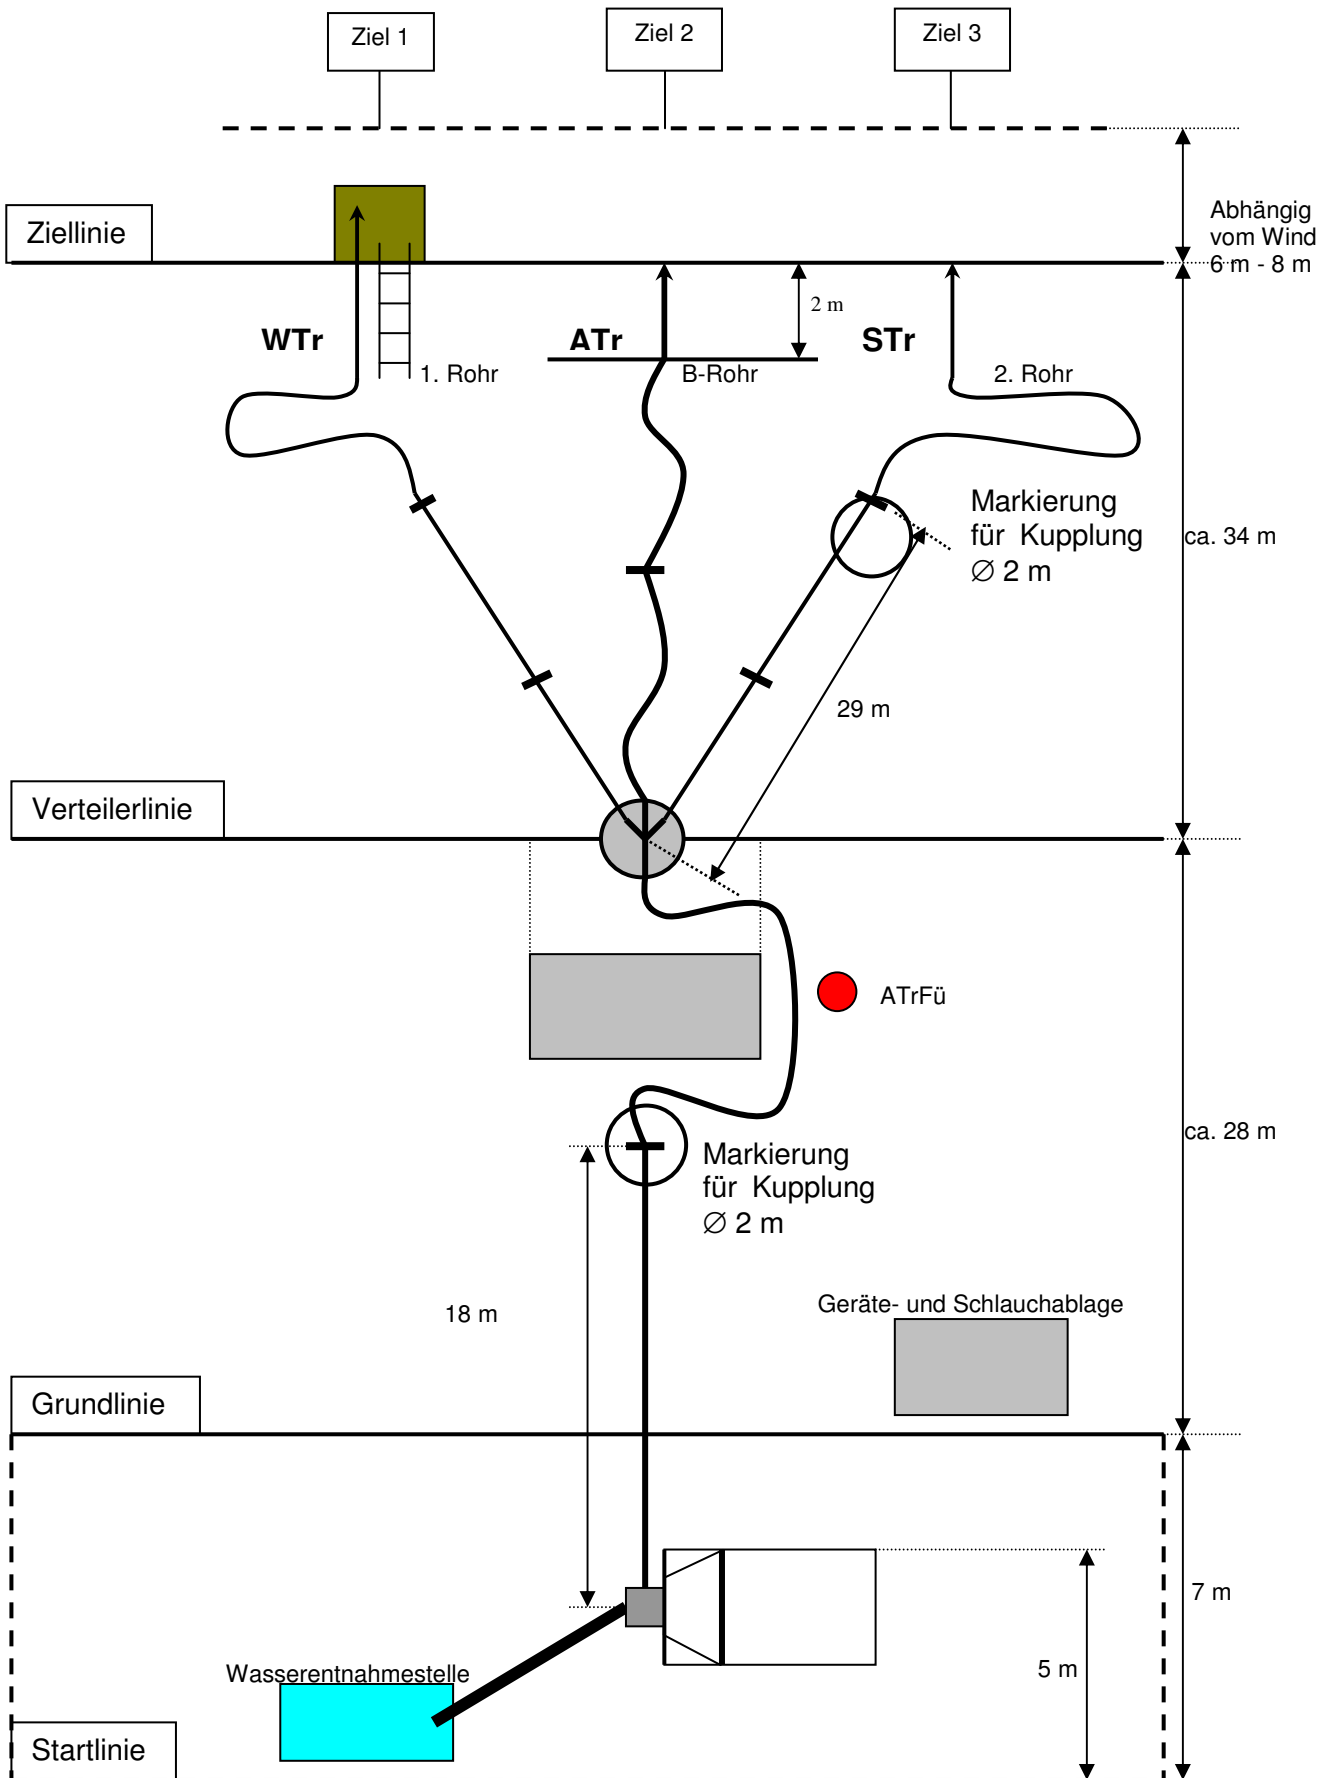 Ziel 1
Ziel 2
Ziel 3
Ziellinie
Abhängig
vom Wind
6 m - 8 m
2 m
WTr
ATr
STr
1. Rohr
B-Rohr
2. Rohr
Markierung
für Kupplung
∅ 2 m
ca. 34 m
29 m
Verteilerlinie
ATrFü
ca. 28 m
Markierung
für Kupplung
∅ 2 m
18 m
Geräte- und Schlauchablage
Grundlinie
7 m
Wasserentnahmestelle
5 m
Startlinie